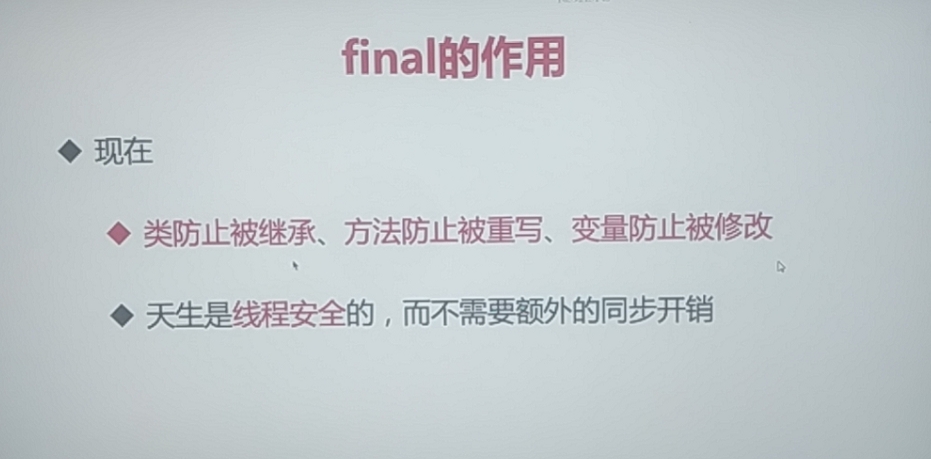 final的作用
现在
类防止被继承、方法防止被重写、变量防止被修改
天生是线程安全的，而不需要额外的同步开销